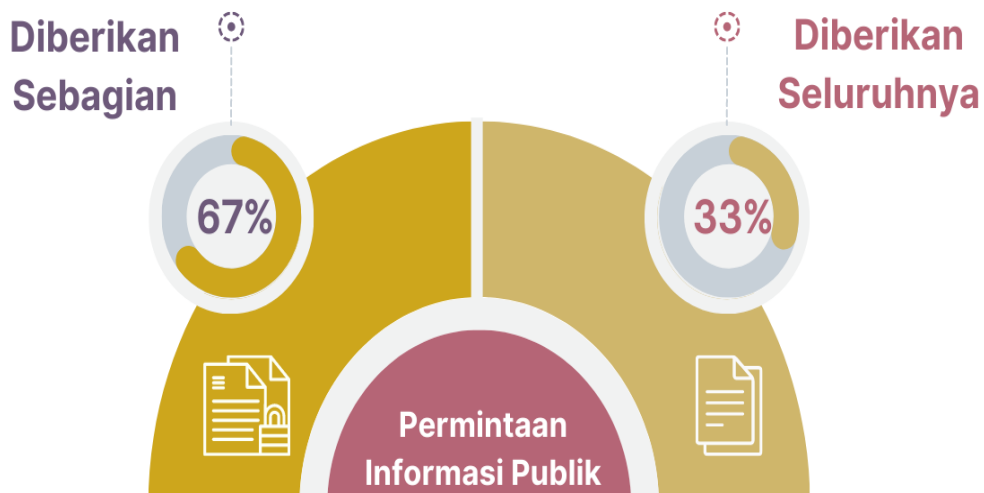 Diberikan
Sebagian
67%
Diberikan
Seluruhnya
33%
Permintaan
Informasi Publik